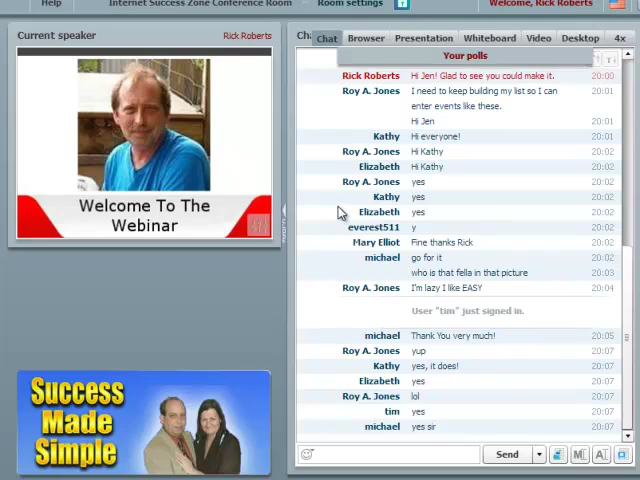 Help
Internet Success Zone Conference Room
Room settings
Welcome, Rick Roberts
Current speaker
Rick Roberts
Welcome To The
Webinar
Success
Made
Simple
Chat
Browser
Presentation
Whiteboard
Video
Desktop
4x
Your polls
Rick Roberts Hi Jen! Glad to see you could make it. 20:00
Roy A. Jones I need to keep building my list so I can 20:01
enter events like these.
Hi Jen 20:01
Kathy Hi everyone! 20:01
Roy A. Jones Hi Kathy 20:02
Elizabeth Hi Kathy 20:02
Roy A. Jones yes 20:02
Kathy yes 20:02
Elizabeth yes 20:02
everest511 y 20:02
Mary Elliot Fine thanks Rick 20:02
michael go for it 20:02
who is that fella in that picture 20:03
Roy A. Jones I'm lazy I like EASY 20:04
User "tim" just signed in.
michael Thank You very much! 20:05
Roy A. Jones yup 20:07
Kathy yes, it does! 20:07
Elizabeth yes 20:07
Roy A. Jones lol 20:07
tim yes 20:07
michael yes sir 20:07
Send